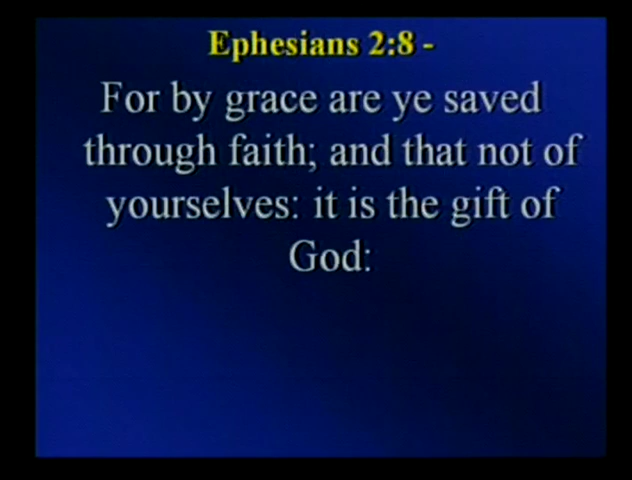 Ephesians 2:8 -
For by grace are ye saved
through faith; and that not of
yourselves: it is the gift of
God: